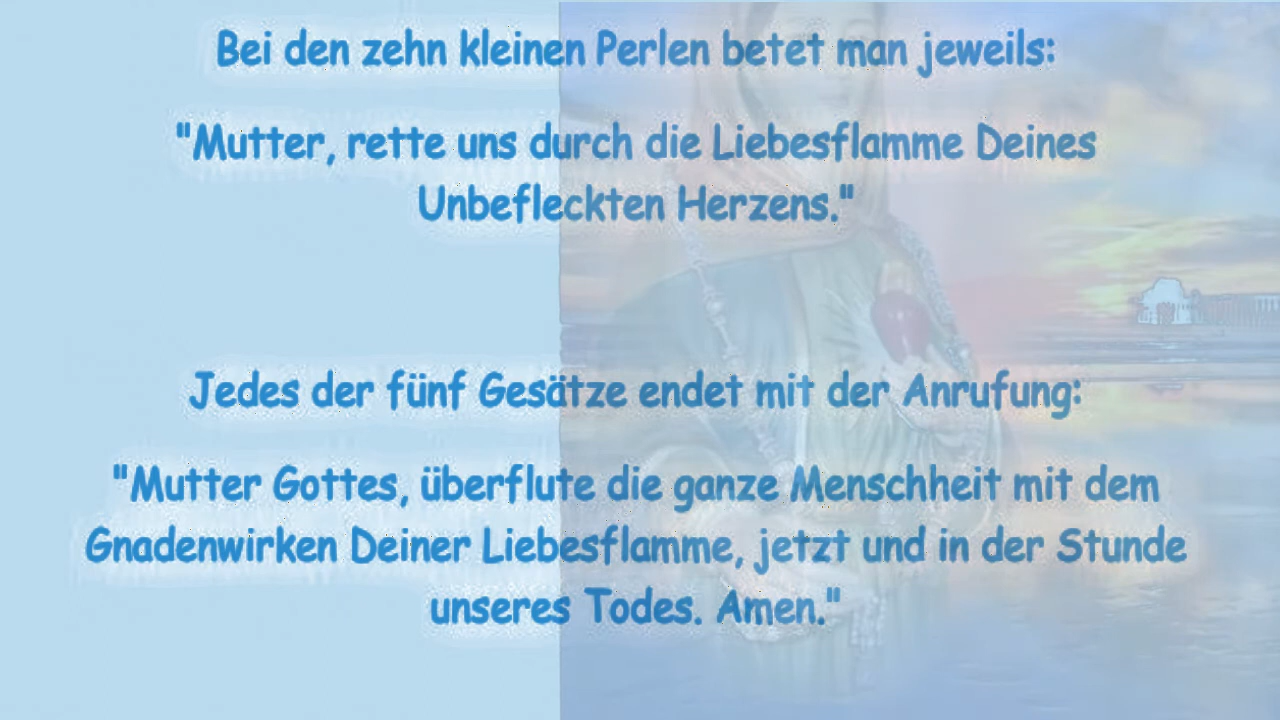 Bei den zehn kleinen Perlen betet man jeweils:
"Mutter, rette uns durch die Liebesflamme Deines
Unbefleckten Herzens."
Jedes der fünf Gesätze endet mit der Anrufung:
"Mutter Gottes, überflute die ganze Menschheit mit dem
Gnadenwirken Deiner Liebesflamme, jetzt und in der Stunde
unseres Todes. Amen."